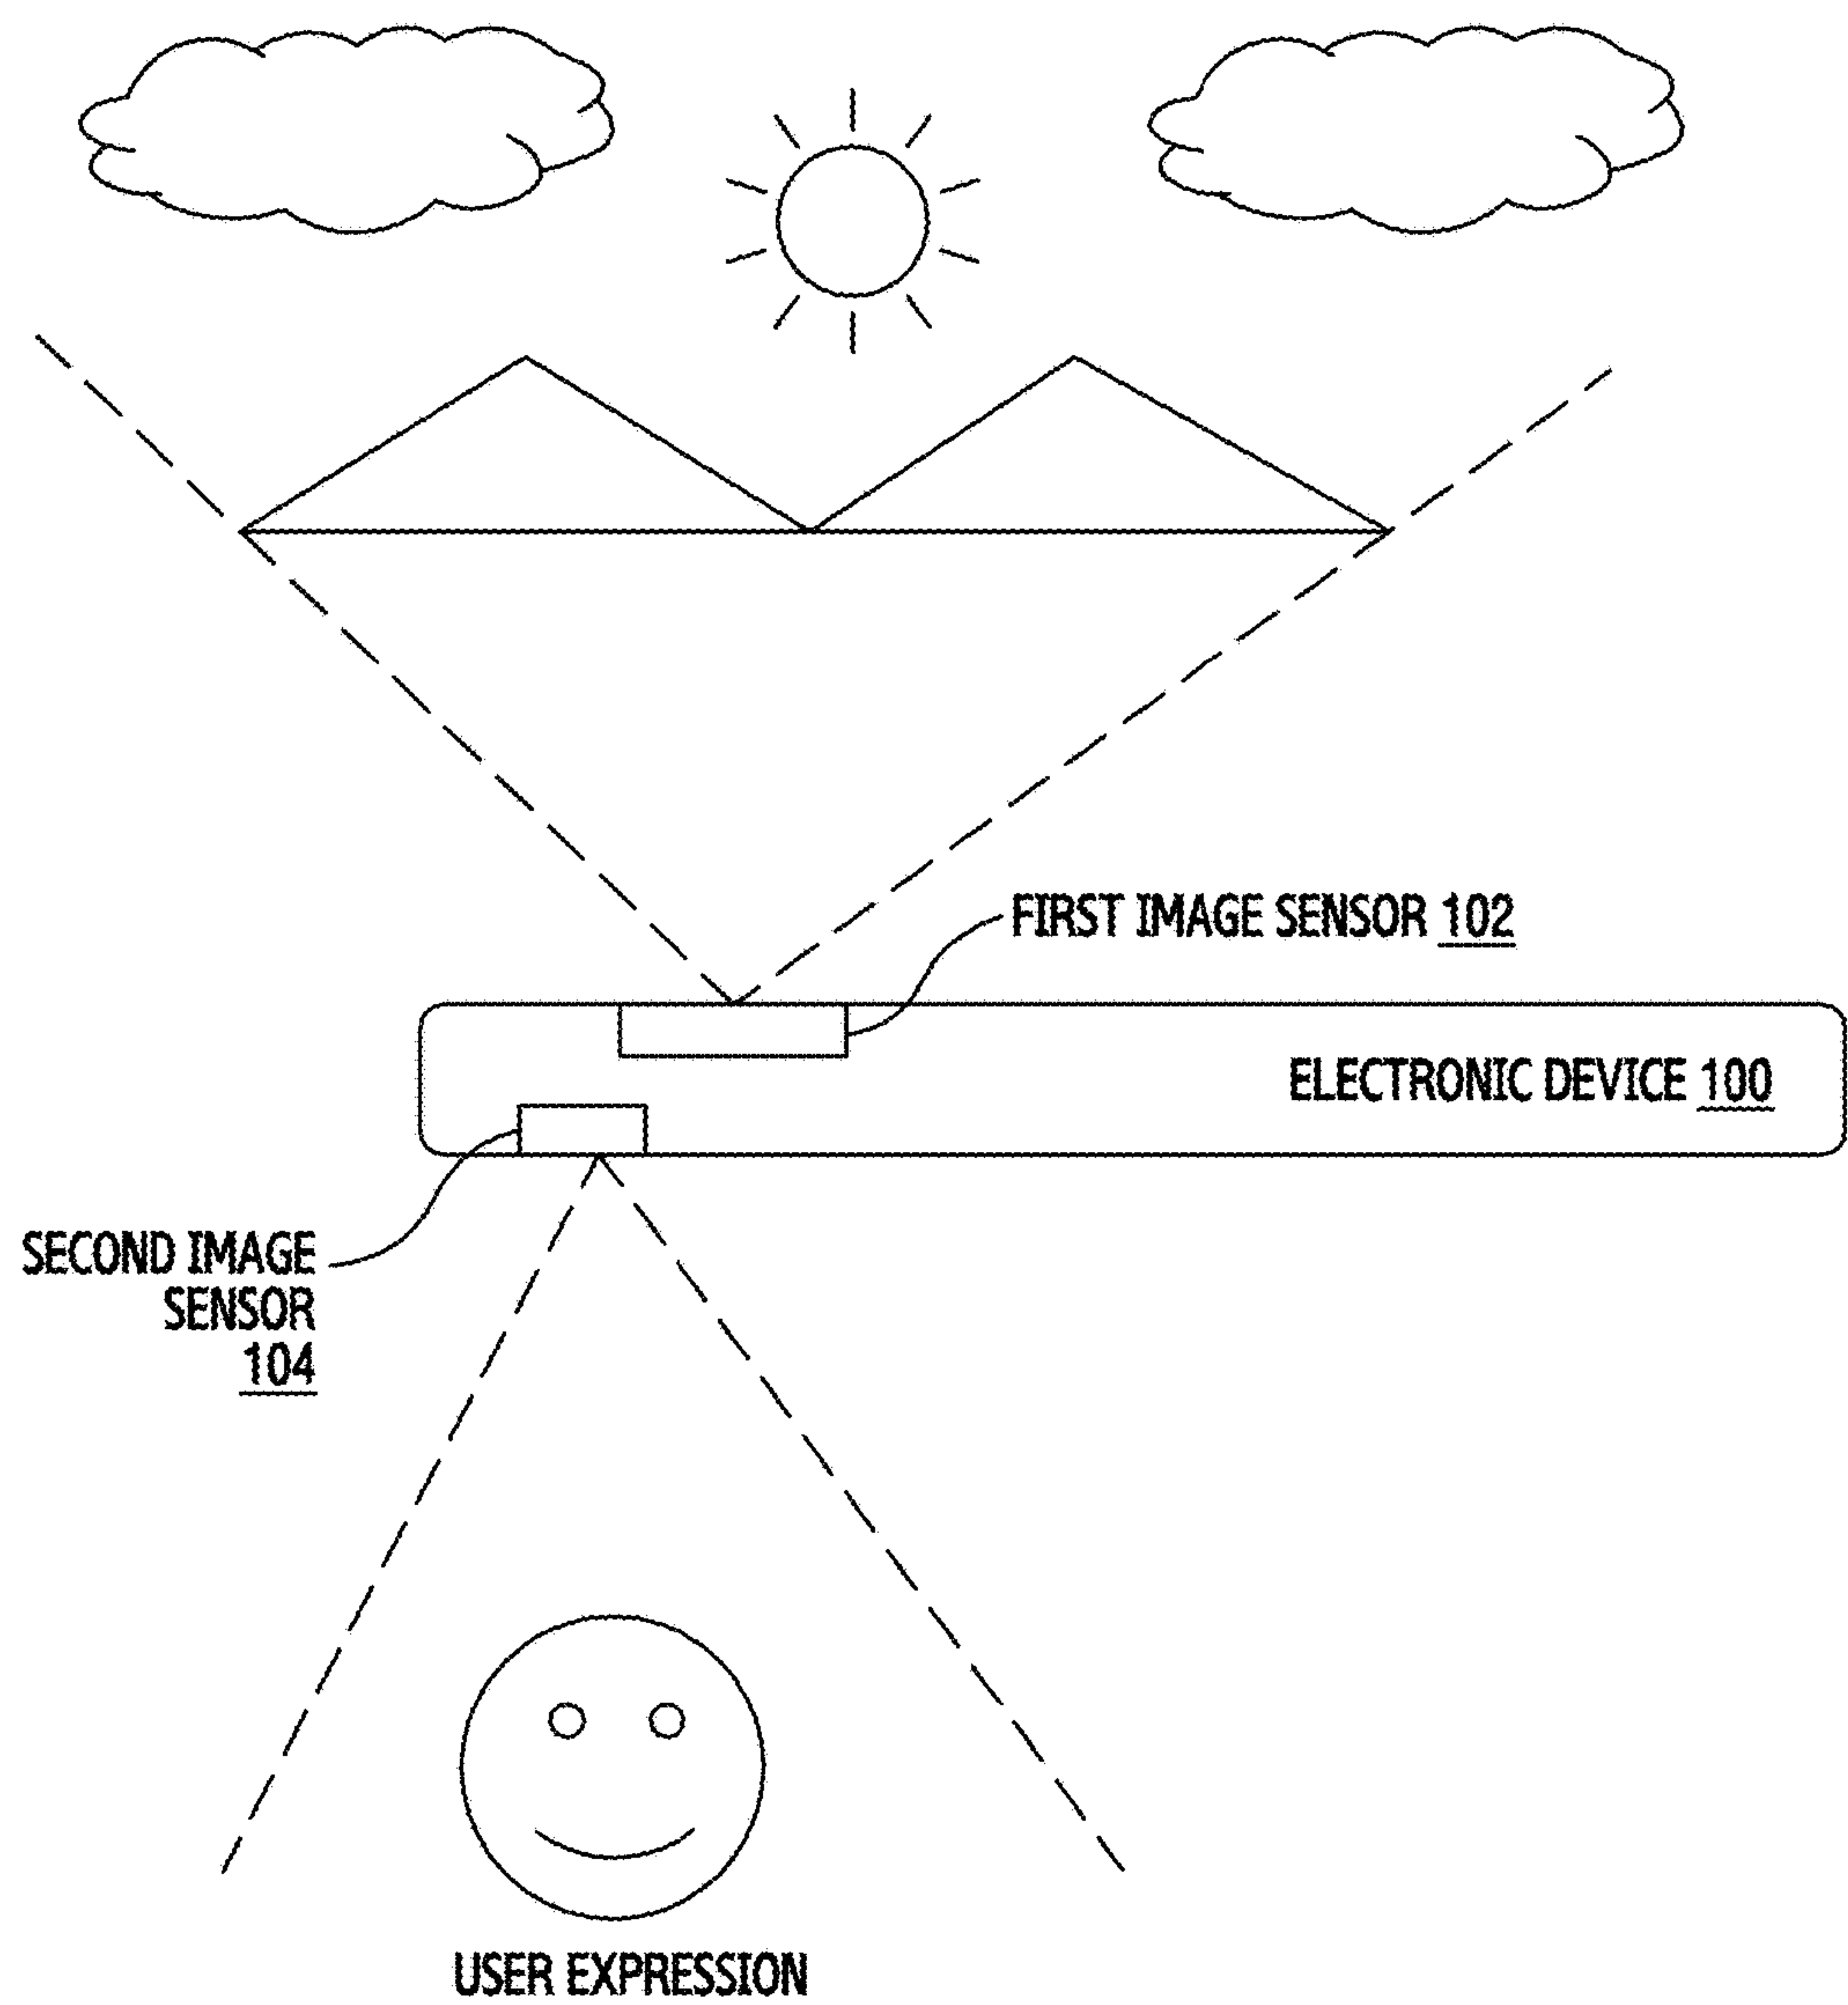 FIRST IMAGE SENSOR 102
ELECTRONIC DEVICE 100
SECOND IMAGE
SENSOR
104
USER EXPRESSION